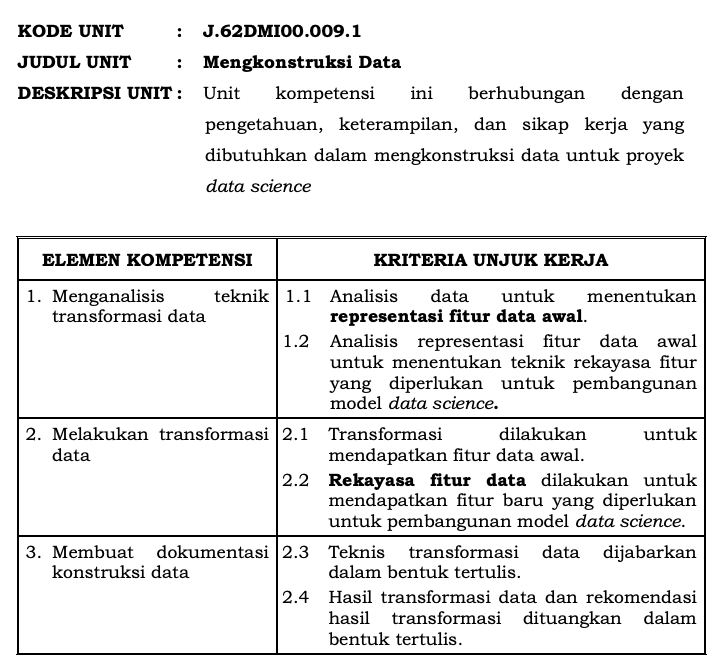 KODE UNIT : J.62DMI00.009.1
JUDUL UNIT : Mengkonstruksi Data
DESKRIPSI UNIT : Unit kompetensi ini berhubungan dengan
pengetahuan, keterampilan, dan sikap kerja yang
dibutuhkan dalam mengkonstruksi data untuk proyek
data science
ELEMEN KOMPETENSI
KRITERIA UNJUK KERJA
1. Menganalisis teknik
transformasi data
1.1 Analisis data untuk menentukan
representasi fitur data awal.
1.2 Analisis representasi fitur data awal
untuk menentukan teknik rekayasa fitur
yang diperlukan untuk pembangunan
model data science.
2. Melakukan transformasi
data
2.1 Transformasi dilakukan untuk
mendapatkan fitur data awal.
2.2 Rekayasa fitur data dilakukan untuk
mendapatkan fitur baru yang diperlukan
untuk pembangunan model data science.
3. Membuat dokumentasi
konstruksi data
2.3 Teknis transformasi data dijabarkan
dalam bentuk tertulis.
2.4 Hasil transformasi data dan rekomendasi
hasil transformasi dituangkan dalam
bentuk tertulis.